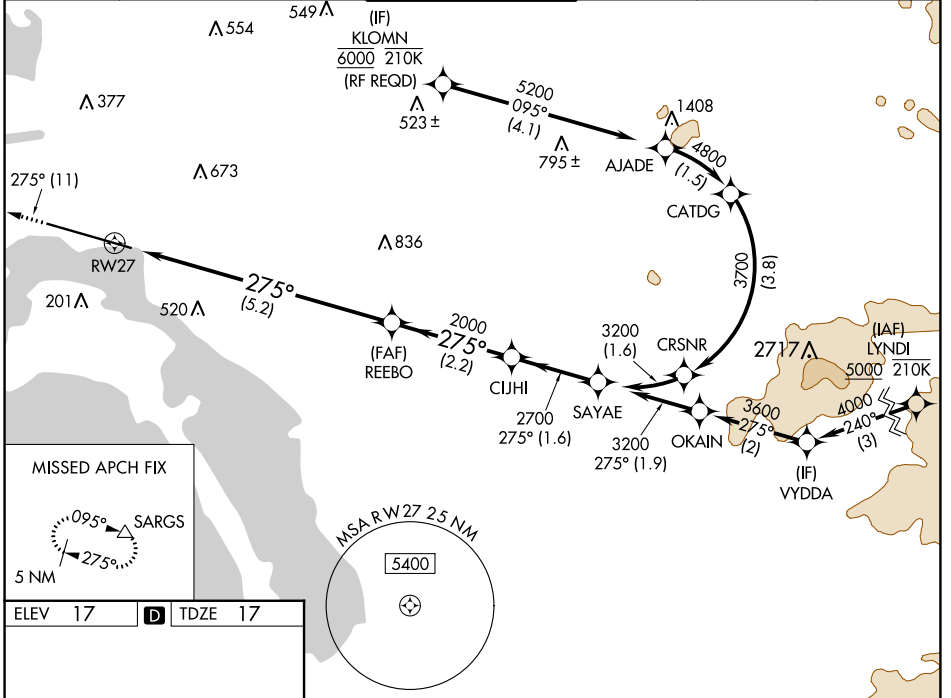 549
554
(IF)
KLOMN
6000 210K
(RF REQD)
523 ±
5200
095°
(4.1)
795 ±
1408
AJADE
4800
(1.5)
CATDG
377
673
275° (11)
RW27
836
3700
(3.8)
201
520
275°
(5.2)
(FAF)
REEBO
2000
275°
(2.2)
CIJHI
3200
(1.6)
CRSNR
2717
(IAF)
LYNDI
5000 210K
2700
275° (1.6)
SAYAE
3200
275° (1.9)
OKAIN
3600
275°
(2)
4000
240°
(3)
(IF)
VYDDA
MISSED APCH FIX
095°
SARGS
275°
5 NM
MSA RW27 25 NM
5400
ELEV 17 D TDZE 17